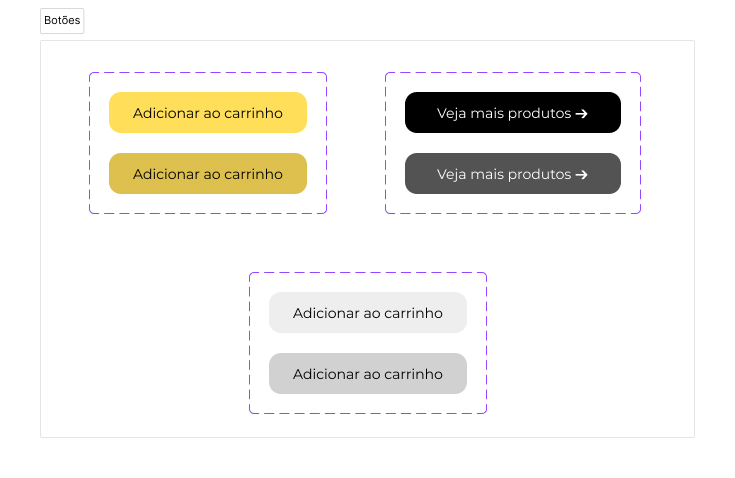 Botões
Adicionar ao carrinho
Adicionar ao carrinho
Veja mais produtos →
Veja mais produtos →
Adicionar ao carrinho
Adicionar ao carrinho